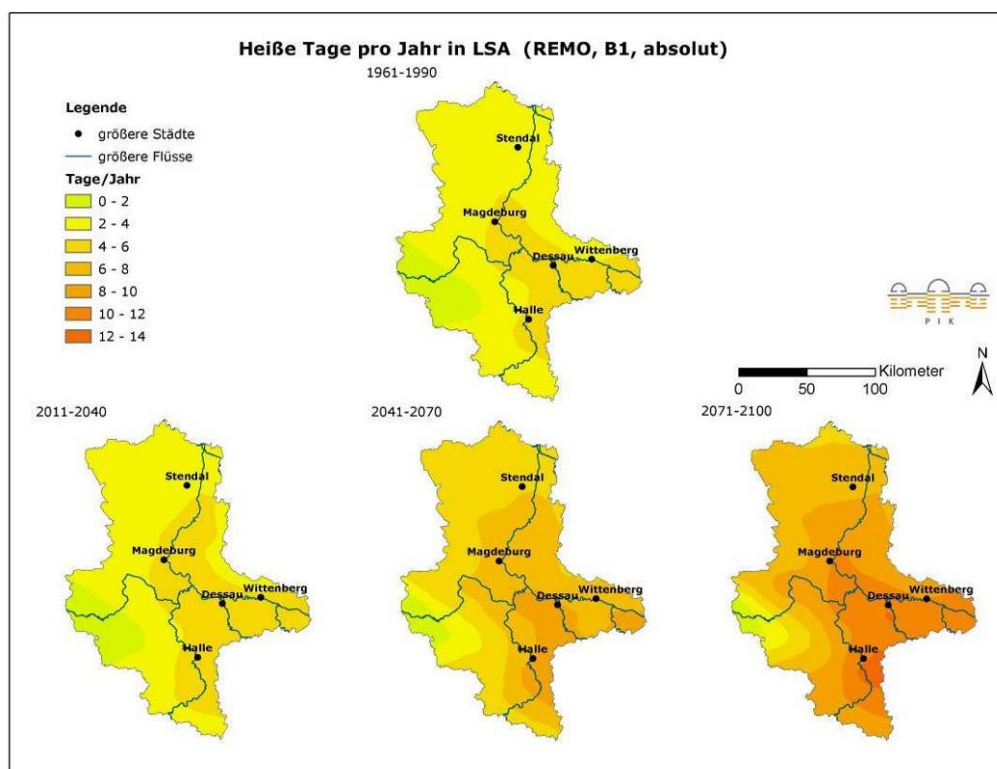 Heiße Tage pro Jahr in LSA (REMO, B1, absolut)
1961-1990
Legende
größere Städte
größere Flüsse
Tage/Jahr
0 - 2
2 - 4
4 - 6
6 - 8
8 - 10
10 - 12
12 - 14
Stendal
Magdeburg
Dessau
Wittenberg
Halle
P I K
N
Kilometer
0 50 100
2011-2040
Stendal
Magdeburg
Dessau
Wittenberg
Halle
2041-2070
Stendal
Magdeburg
Dessau
Wittenberg
Halle
2071-2100
Stendal
Magdeburg
Dessau
Wittenberg
Halle